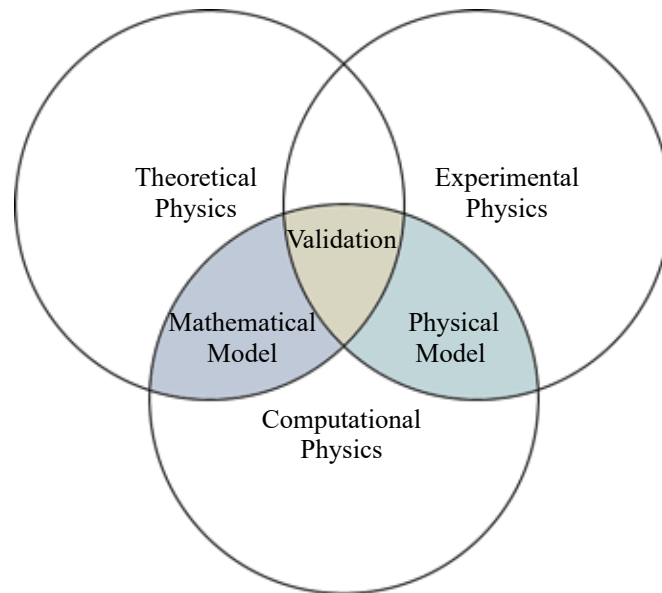 Theoretical
Physics
Experimental
Physics
Validation
Mathematical
Model
Physical
Model
Computational
Physics